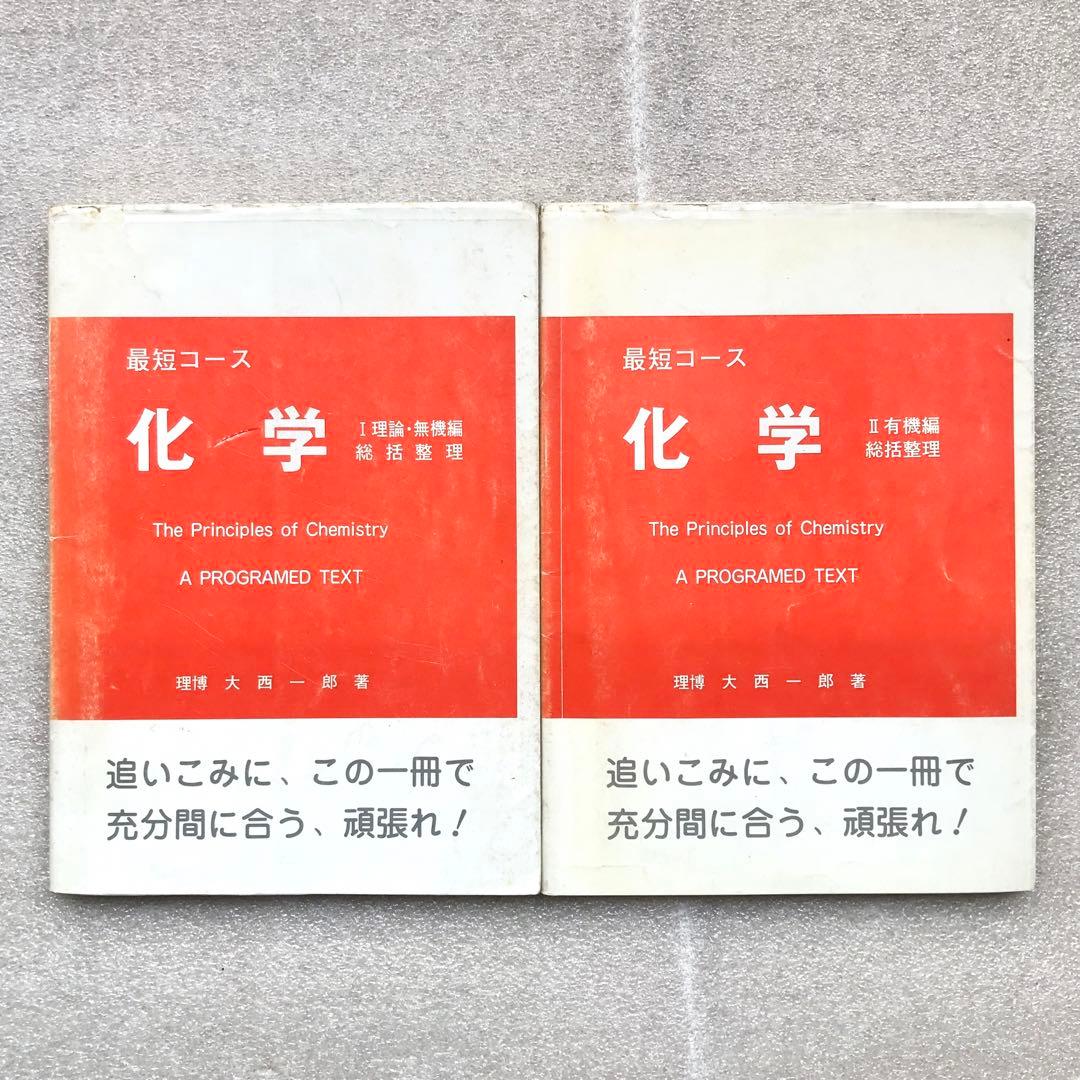 最短コース
化学
I 理論・無機編
総括整理
The Principles of Chemistry
A PROGRAMED TEXT
理博 大西一郎著
追いこみに、この一冊で
充分間に合う、頑張れ!
最短コース
化学
II 有機編
総括整理
The Principles of Chemistry
A PROGRAMED TEXT
理博 大西一郎著
追いこみに、この一冊で
充分間に合う、頑張れ!